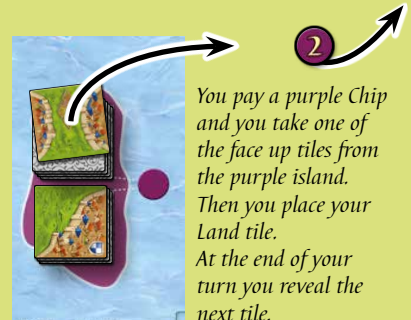 2
You pay a purple Chip
and you take one of
the face up tiles from
the purple island.
Then you place your
Land tile.
At the end of your
turn you reveal the
next tile.